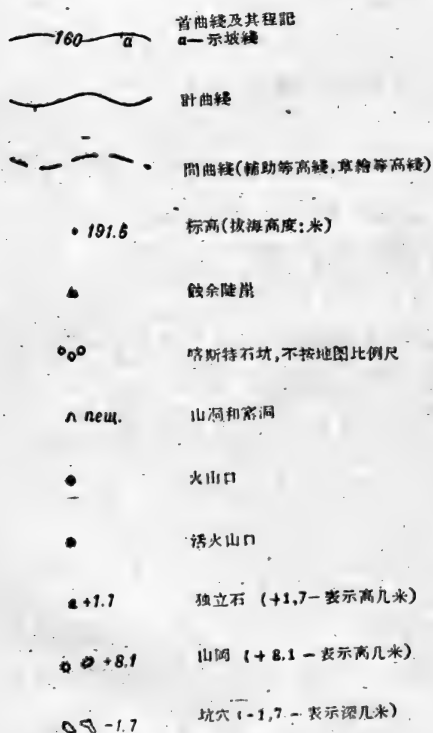 首曲綫及其程記
160 a a—示坡綫
計曲綫
間曲綫(輔助等高綫,草繪等高綫)
191.5 标高(拔海高度:米)
蝕余陡崖
喀斯特石坑,不按地图比例尺
пещ. 山洞和窰洞
火山口
活火山口
+1.7 独立石 (+1,7-表示高几米)
+8.1 山岡 (+8.1-表示高几米)
-1.7 坑穴 (-1,7-表示深几米)